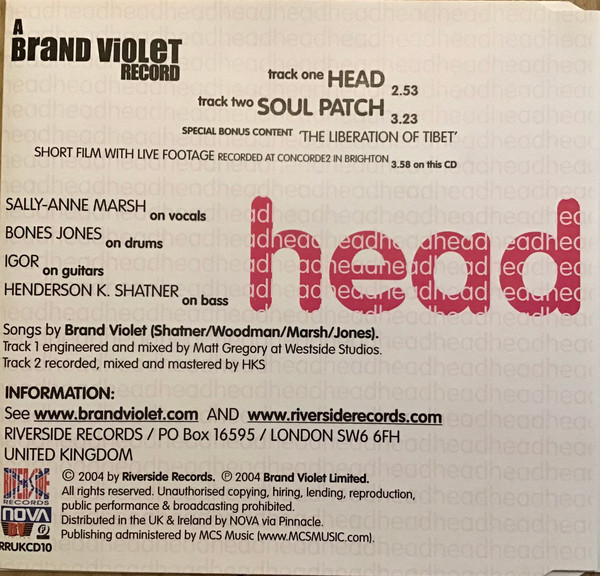 A
BRAND VIOLET
RECORD
track one HEAD 2.53
track two SOUL PATCH 3.23
SPECIAL BONUS CONTENT 'THE LIBERATION OF TIBET'
SHORT FILM WITH LIVE FOOTAGE RECORDED AT CONCORDE2 IN BRIGHTON 3.58 on this CD
SALLY-ANNE MARSH on vocals
BONES JONES on drums
IGOR on guitars
HENDERSON K. SHATNER on bass
head
Songs by Brand Violet (Shatner/Woodman/Marsh/Jones).
Track 1 engineered and mixed by Matt Gregory at Westside Studios.
Track 2 recorded, mixed and mastered by HKS
INFORMATION:
See www.brandviolet.com AND www.riversiderecords.com
RIVERSIDE RECORDS / PO Box 16595 / LONDON SW6 6FH
UNITED KINGDOM
© 2004 by Riverside Records. ℗ 2004 Brand Violet Limited.
All rights reserved. Unauthorised copying, hiring, lending, reproduction,
public performance & broadcasting prohibited.
Distributed in the UK & Ireland by NOVA via Pinnacle.
Publishing administered by MCS Music (www.MCSMUSIC.com).
RECORDS
NOVA
RRUKCD10